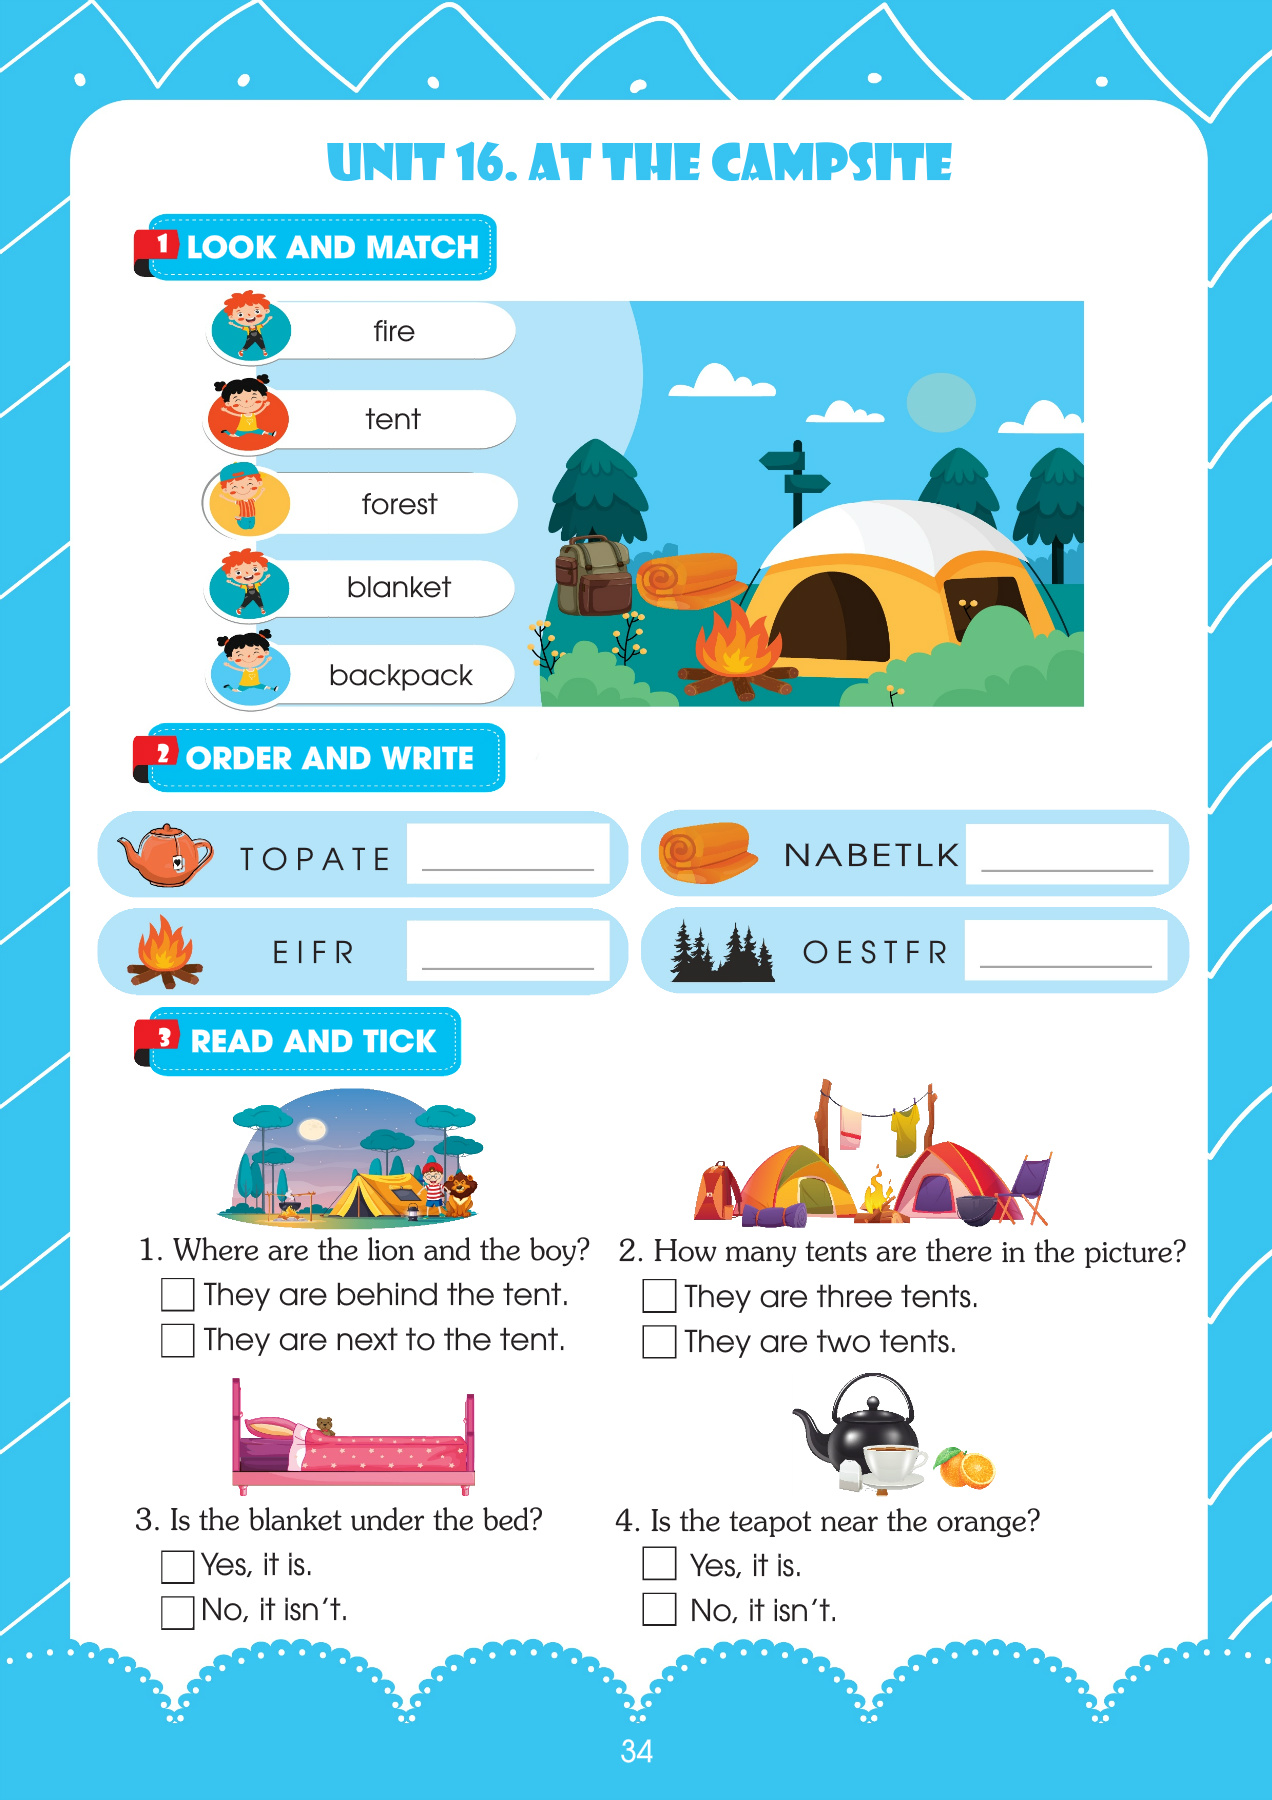 UNIT 16. AT THE CAMPSITE
1 LOOK AND MATCH
fire
tent
forest
blanket
backpack
2 ORDER AND WRITE
TOPATE
NABETLK
EIFR
OESTFR
3 READ AND TICK
1. Where are the lion and the boy?
They are behind the tent.
They are next to the tent.
2. How many tents are there in the picture?
They are three tents.
They are two tents.
3. Is the blanket under the bed?
Yes, it is.
No, it isn't.
4. Is the teapot near the orange?
Yes, it is.
No, it isn't.
34